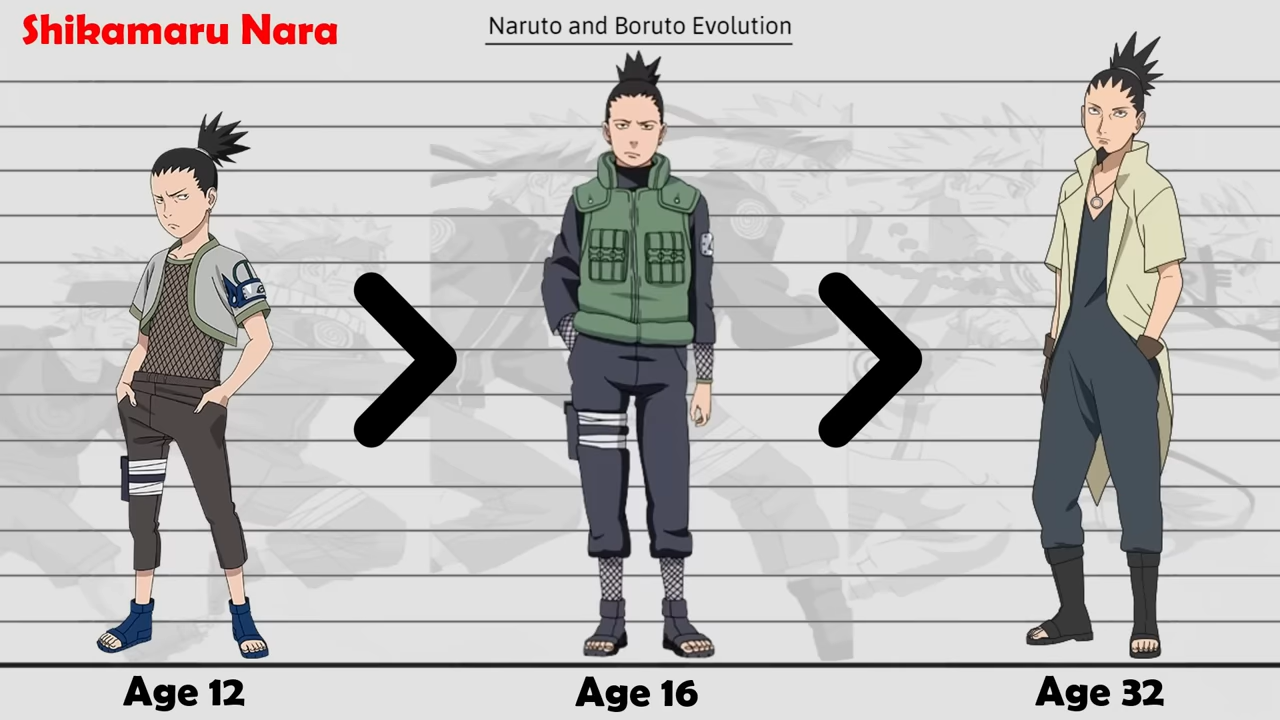 Shikamaru Nara
Naruto and Boruto Evolution
Age 12
Age 16
Age 32